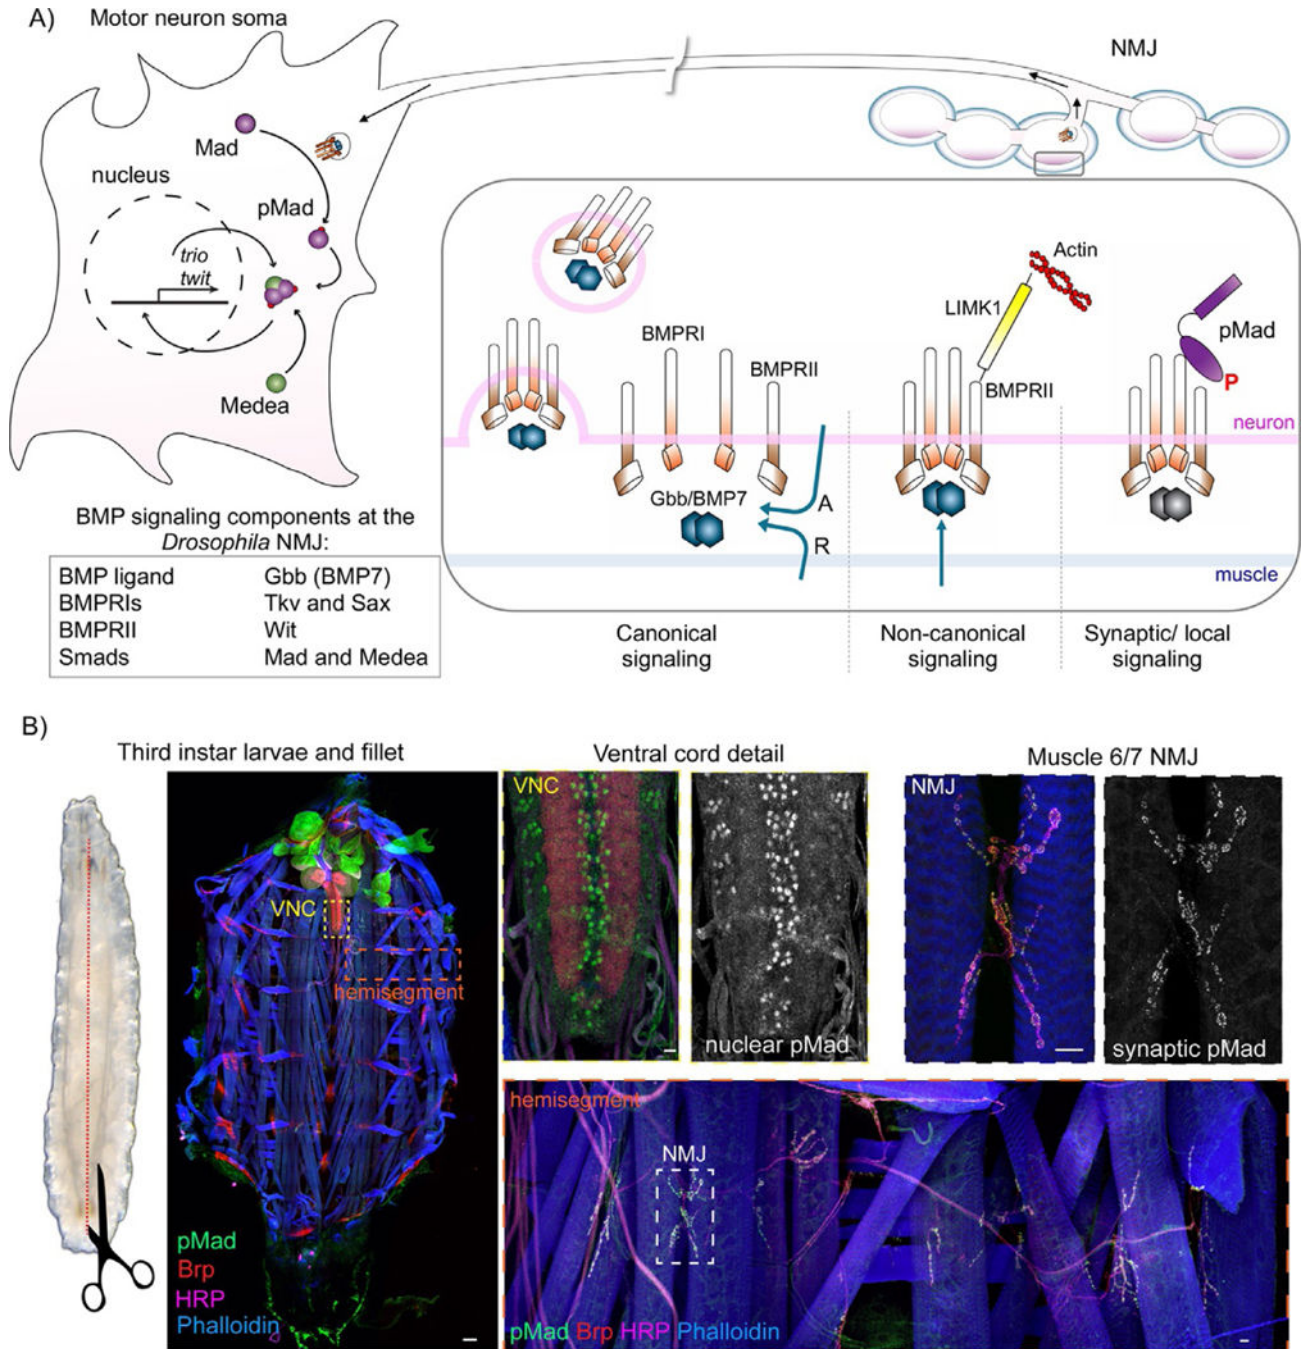 A)
Motor neuron soma
NMJ
Mad
nucleus
pMad
trio
twit
Medea
Actin
LIMK1
BMPRI
BMPRII
BMPRII
pMad
P
neuron
Gbb/BMP7
A
R
muscle
Canonical
signaling
Non-canonical
signaling
Synaptic/ local
signaling
BMP signaling components at the
Drosophila NMJ:
BMP ligand Gbb (BMP7)
BMPRIs Tkv and Sax
BMPRII Wit
Smads Mad and Medea
B)
Third instar larvae and fillet
Ventral cord detail
Muscle 6/7 NMJ
VNC
hemisegment
pMad
Brp
HRP
Phalloidin
VNC
nuclear pMad
NMJ
synaptic pMad
hemisegment
NMJ
pMad Brp HRP Phalloidin